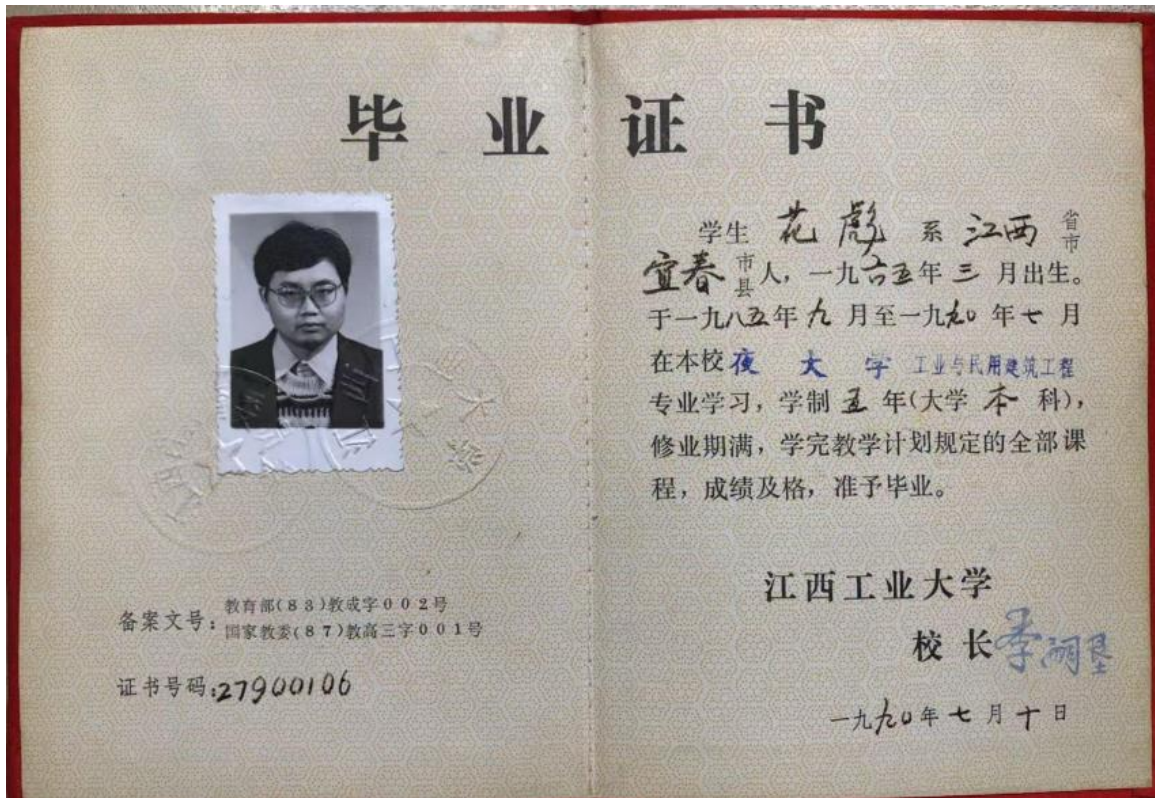 毕业证书
学生 花彪 系 江西 省市
宜春 市县人，一九六五年三月出生。
于一九八五年九月至一九九0年七月
在本校夜大学 工业与民用建筑工程
专业学习，学制五年(大学本科)，
修业期满，学完教学计划规定的全部课
程，成绩及格，准予毕业。
江西工业大学
校长
一九九0年七月十日
备案文号：教育部(83)教成字002号
国家教委(87)教高三字001号
证书号码：27900106